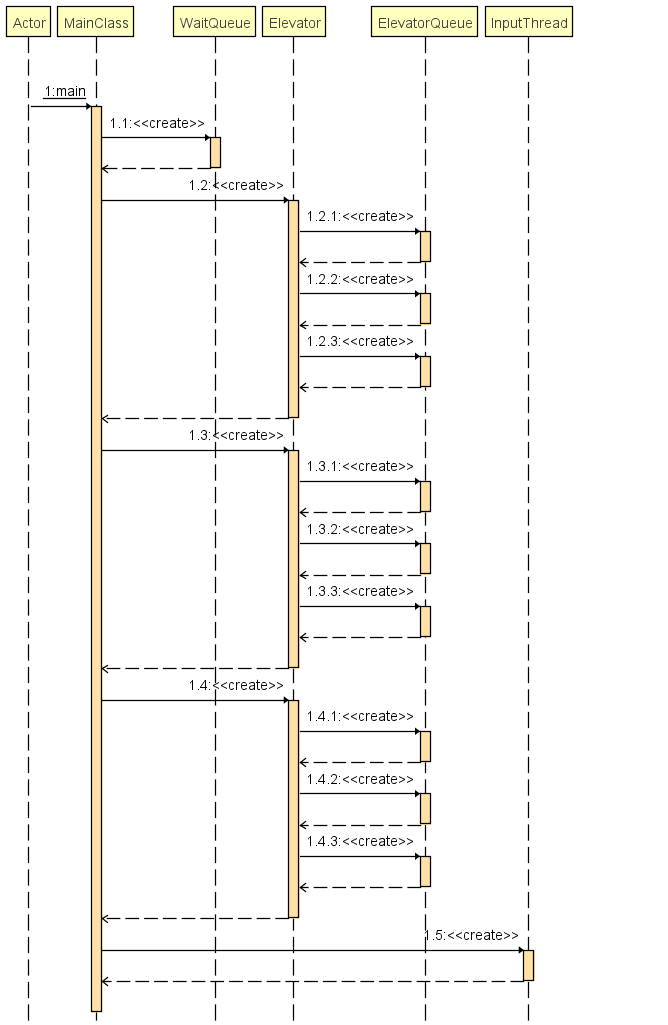 Actor MainClass WaitQueue Elevator ElevatorQueue InputThread
1:main
1.1:<<create>>
1.2:<<create>>
1.2.1:<<create>>
1.2.2:<<create>>
1.2.3:<<create>>
1.3:<<create>>
1.3.1:<<create>>
1.3.2:<<create>>
1.3.3:<<create>>
1.4:<<create>>
1.4.1:<<create>>
1.4.2:<<create>>
1.4.3:<<create>>
1.5:<<create>>